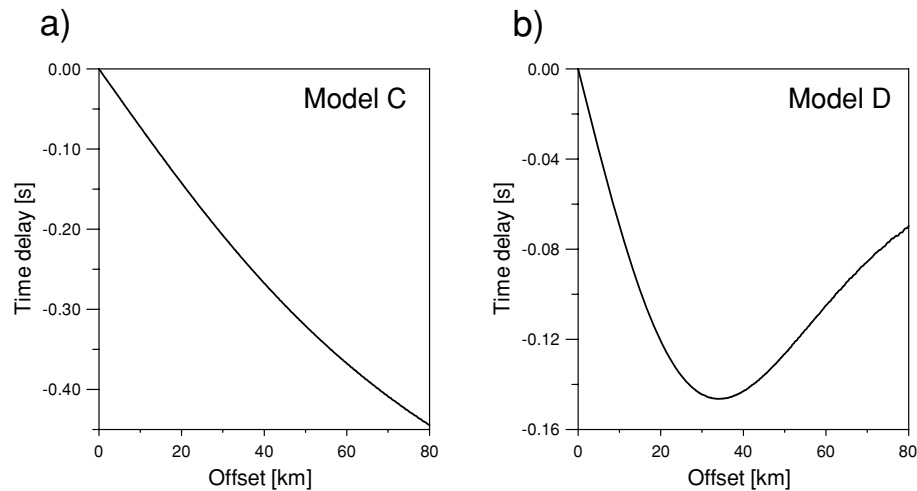 a)
Model C
Time delay [s]
0.00
-0.10
-0.20
-0.30
-0.40
0
20
40
60
80
Offset [km]
b)
Model D
Time delay [s]
0.00
-0.04
-0.08
-0.12
-0.16
0
20
40
60
80
Offset [km]